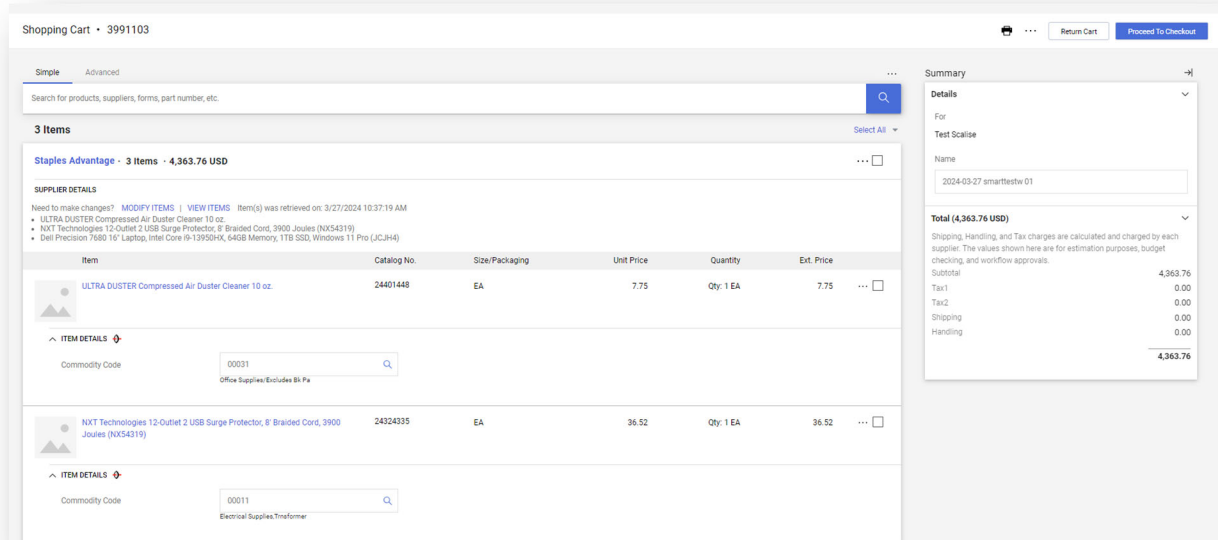 Shopping Cart • 3991103
... Return Cart Proceed To Checkout
Simple Advanced ...
Search for products, suppliers, forms, part number, etc.
3 Items Select All
Staples Advantage · 3 Items · 4,363.76 USD ...
SUPPLIER DETAILS
Need to make changes? MODIFY ITEMS | VIEW ITEMS Item(s) was retrieved on: 3/27/2024 10:37:19 AM
• ULTRA DUSTER Compressed Air Duster Cleaner 10 oz.
• NXT Technologies 12-Outlet 2 USB Surge Protector, 8' Braided Cord, 3900 Joules (NX54319)
• Dell Precision 7680 16" Laptop, Intel Core i9-13950HX, 64GB Memory, 1TB SSD, Windows 11 Pro (JCJH4)
Item Catalog No. Size/Packaging Unit Price Quantity Ext. Price
ULTRA DUSTER Compressed Air Duster Cleaner 10 oz. 24401448 EA 7.75 Qty: 1 EA 7.75 ...
ITEM DETAILS
Commodity Code 00031
Office Supplies/Excludes Bk Pa
NXT Technologies 12-Outlet 2 USB Surge Protector, 8' Braided Cord, 3900 24324335 EA 36.52 Qty: 1 EA 36.52 ...
Joules (NX54319)
ITEM DETAILS
Commodity Code 00011
Electrical Supplies,Trnsformer
Summary
Details
For
Test Scalise
Name
2024-03-27 smarttestw 01
Total (4,363.76 USD)
Shipping, Handling, and Tax charges are calculated and charged by each
supplier. The values shown here are for estimation purposes, budget
checking, and workflow approvals.
Subtotal 4,363.76
Tax1 0.00
Tax2 0.00
Shipping 0.00
Handling 0.00
4,363.76